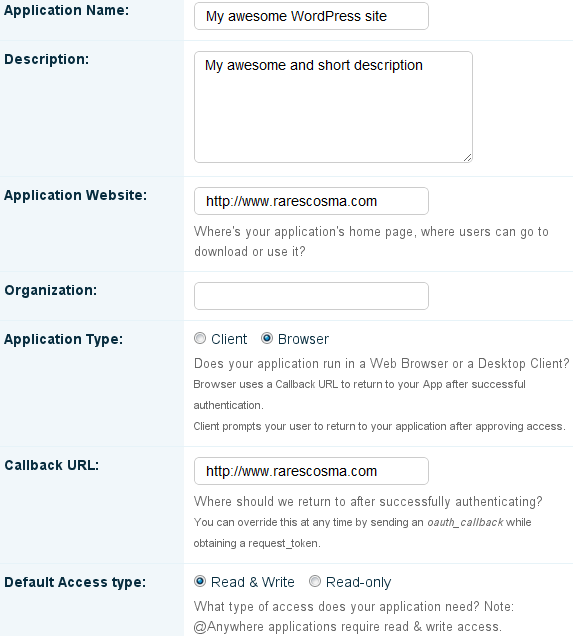 Application Name:
My awesome WordPress site
Description:
My awesome and short description
Application Website:
http://www.rarescosma.com
Where's your application's home page, where users can go to
download or use it?
Organization:
Application Type:
Client Browser
Does your application run in a Web Browser or a Desktop Client?
Browser uses a Callback URL to return to your App after successful
authentication.
Client prompts your user to return to your application after approving access.
Callback URL:
http://www.rarescosma.com
Where should we return to after successfully authenticating?
You can override this at any time by sending an oauth_callback while
obtaining a request_token.
Default Access type:
Read & Write Read-only
What type of access does your application need? Note:
@Anywhere applications require read & write access.